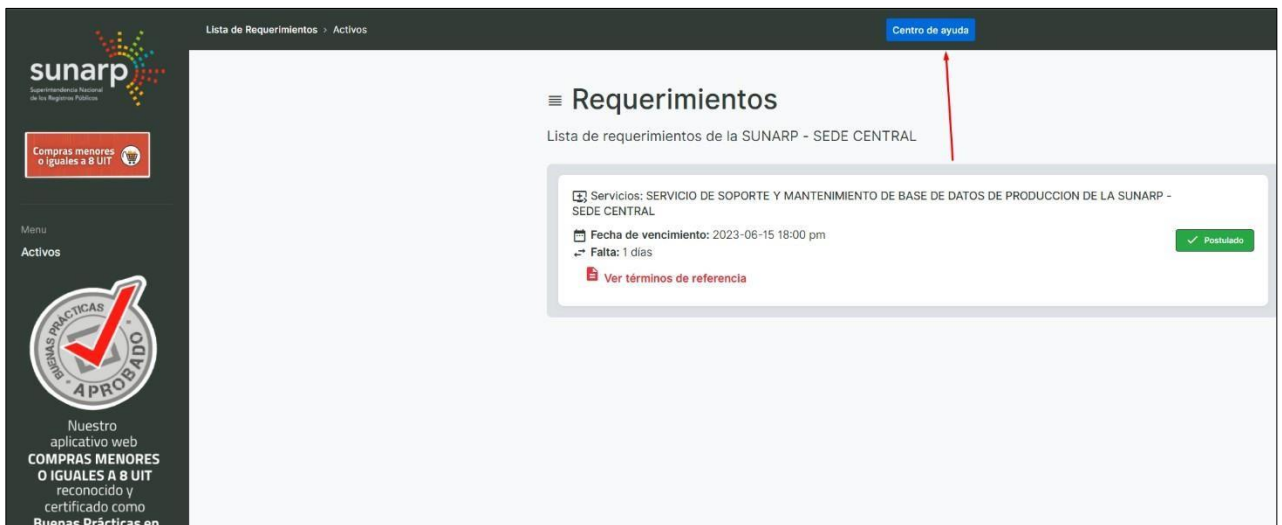 Lista de Requerimientos > Activos
Centro de ayuda
sunarp
Superintendencia Nacional
de los Registros Públicos
Compras menores
o iguales a 8 UIT
Menu
Activos
BUENAS PRÁCTICAS
APROBADO
Nuestro
aplicativo web
COMPRAS MENORES
O IGUALES A 8 UIT
reconocido y
certificado como
Buenas Prácticas en
Requerimientos
Lista de requerimientos de la SUNARP - SEDE CENTRAL
Servicios: SERVICIO DE SOPORTE Y MANTENIMIENTO DE BASE DE DATOS DE PRODUCCION DE LA SUNARP -
SEDE CENTRAL
Fecha de vencimiento: 2023-06-15 18:00 pm
Falta: 1 días
Ver términos de referencia
Postulado